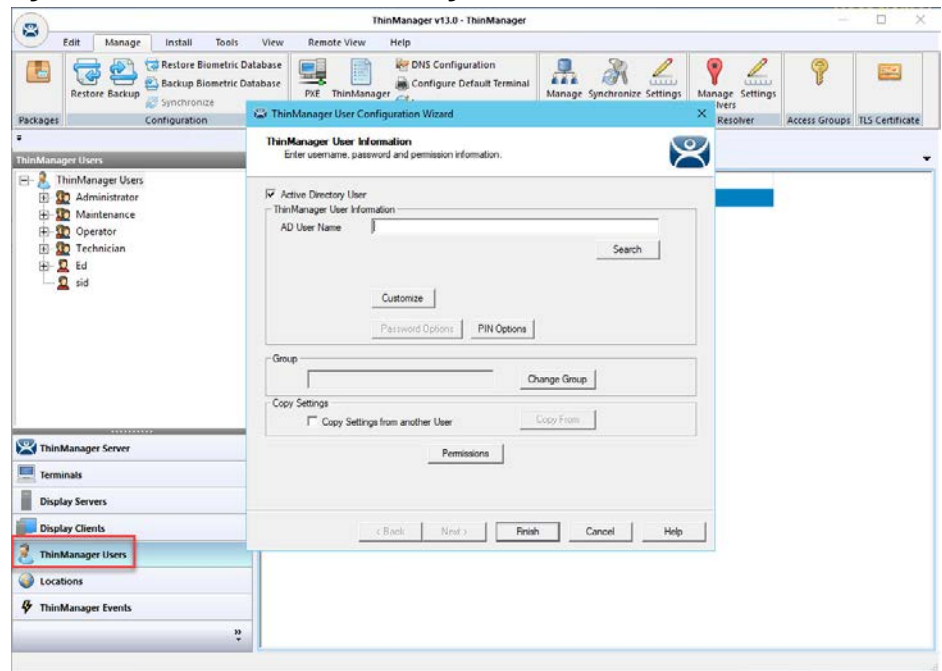 ThinManager v13.0 - ThinManager
Edit Manage Install Tools View Remote View Help
Restore Backup
Restore Biometric Database
Backup Biometric Database
Synchronize
PXE ThinManager
DNS Configuration
Configure Default Terminal
Manage Synchronize Settings
Manage Settings
lvers
Packages Configuration Resolver Access Groups TLS Certificate
ThinManager Users
ThinManager Users
Administrator
Maintenance
Operator
Technician
Ed
sid
ThinManager Server
Terminals
Display Servers
Display Clients
ThinManager Users
Locations
ThinManager Events
ThinManager User Configuration Wizard
ThinManager User Information
Enter username, password and permission information.
Active Directory User
ThinManager User Information
AD User Name
Search
Customize
Password Options PIN Options
Group
Change Group
Copy Settings
Copy Settings from another User Copy From
Permissions
< Back Next > Finish Cancel Help